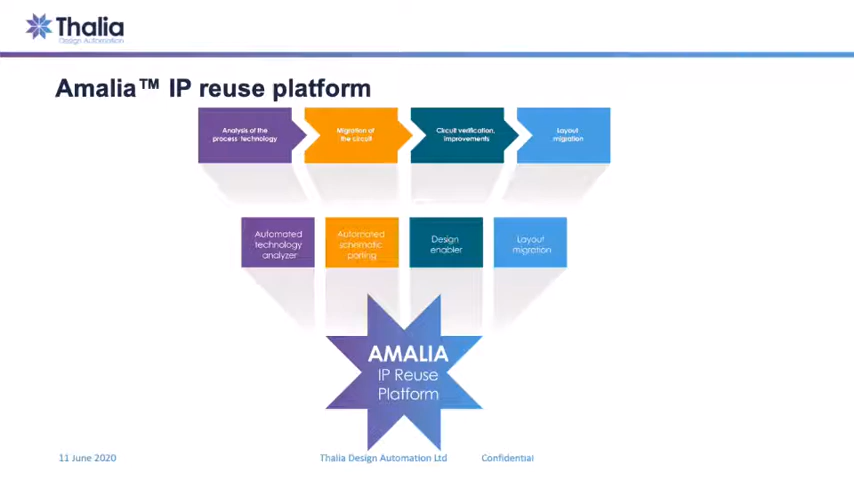 Thalia
Design Automation
Amalia™ IP reuse platform
Analysis of the
process technology
Migration of
the circuit
Circuit verification,
improvements
Layout
migration
Automated
technology
analyzer
Automated
schematic
porting
Design
enabler
Layout
migration
AMALIA
IP Reuse
Platform
11 June 2020
Thalia Design Automation Ltd
Confidential